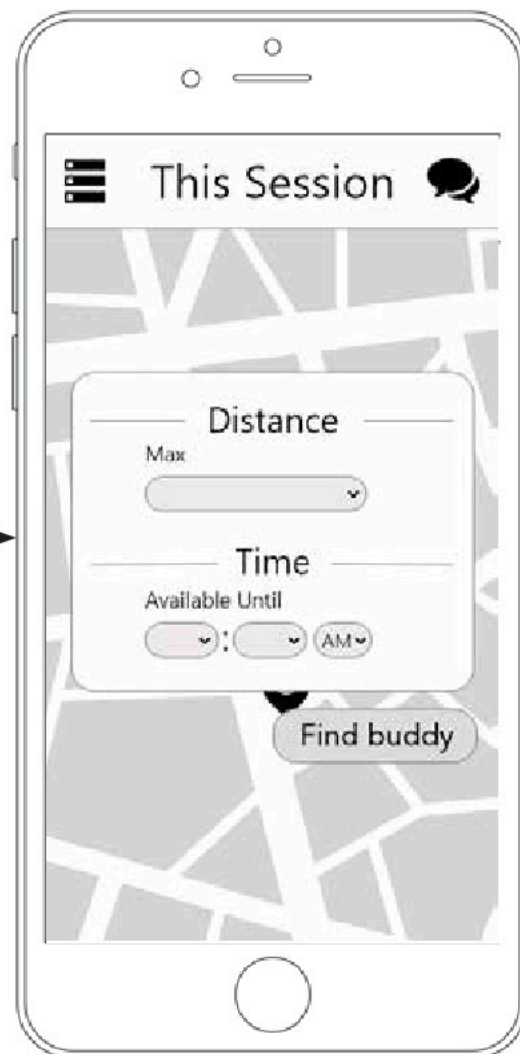 This Session
Distance
Max
Time
Available Until
: AM
Find buddy